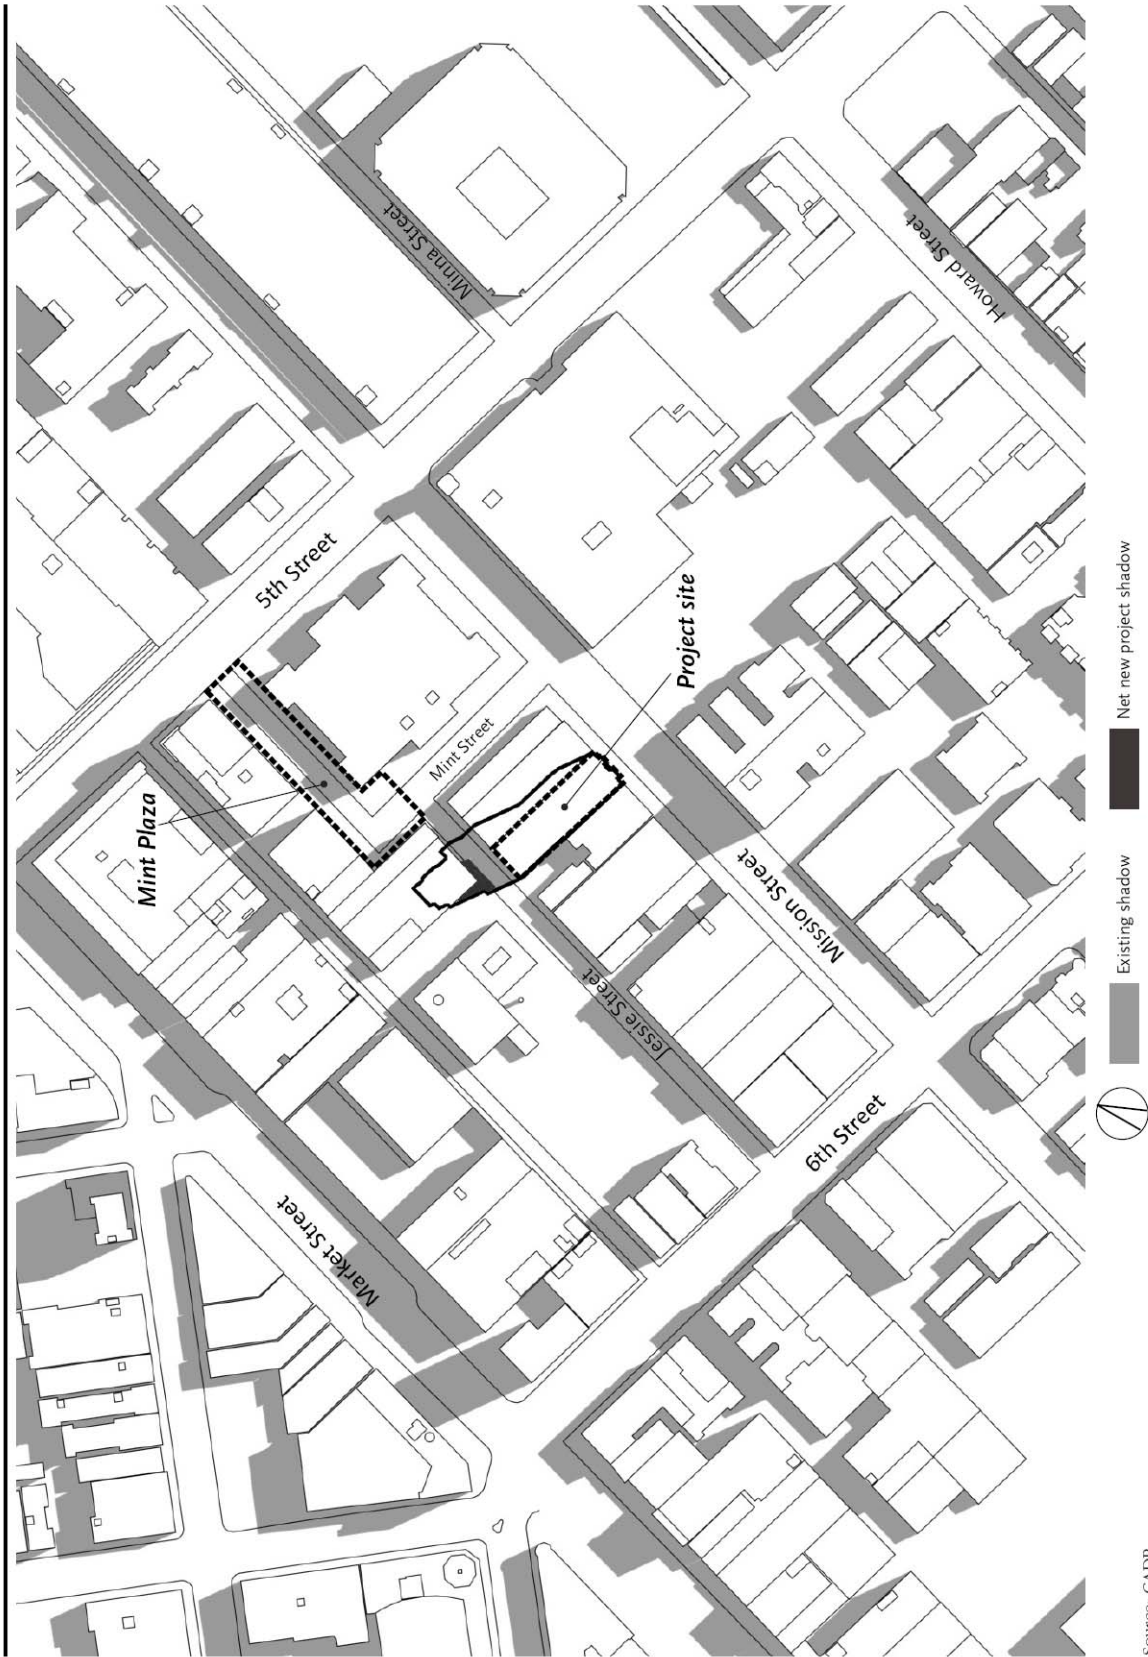 Minna Street
Howard Street
5th Street
Project site
Mint Street
Mint Plaza
Mission Street
Jessie Street
6th Street
Market Street
Existing shadow
Net new project shadow